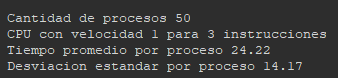 Cantidad de procesos 50
CPU con velocidad 1 para 3 instrucciones
Tiempo promedio por proceso 24.22
Desviacion estandar por proceso 14.17